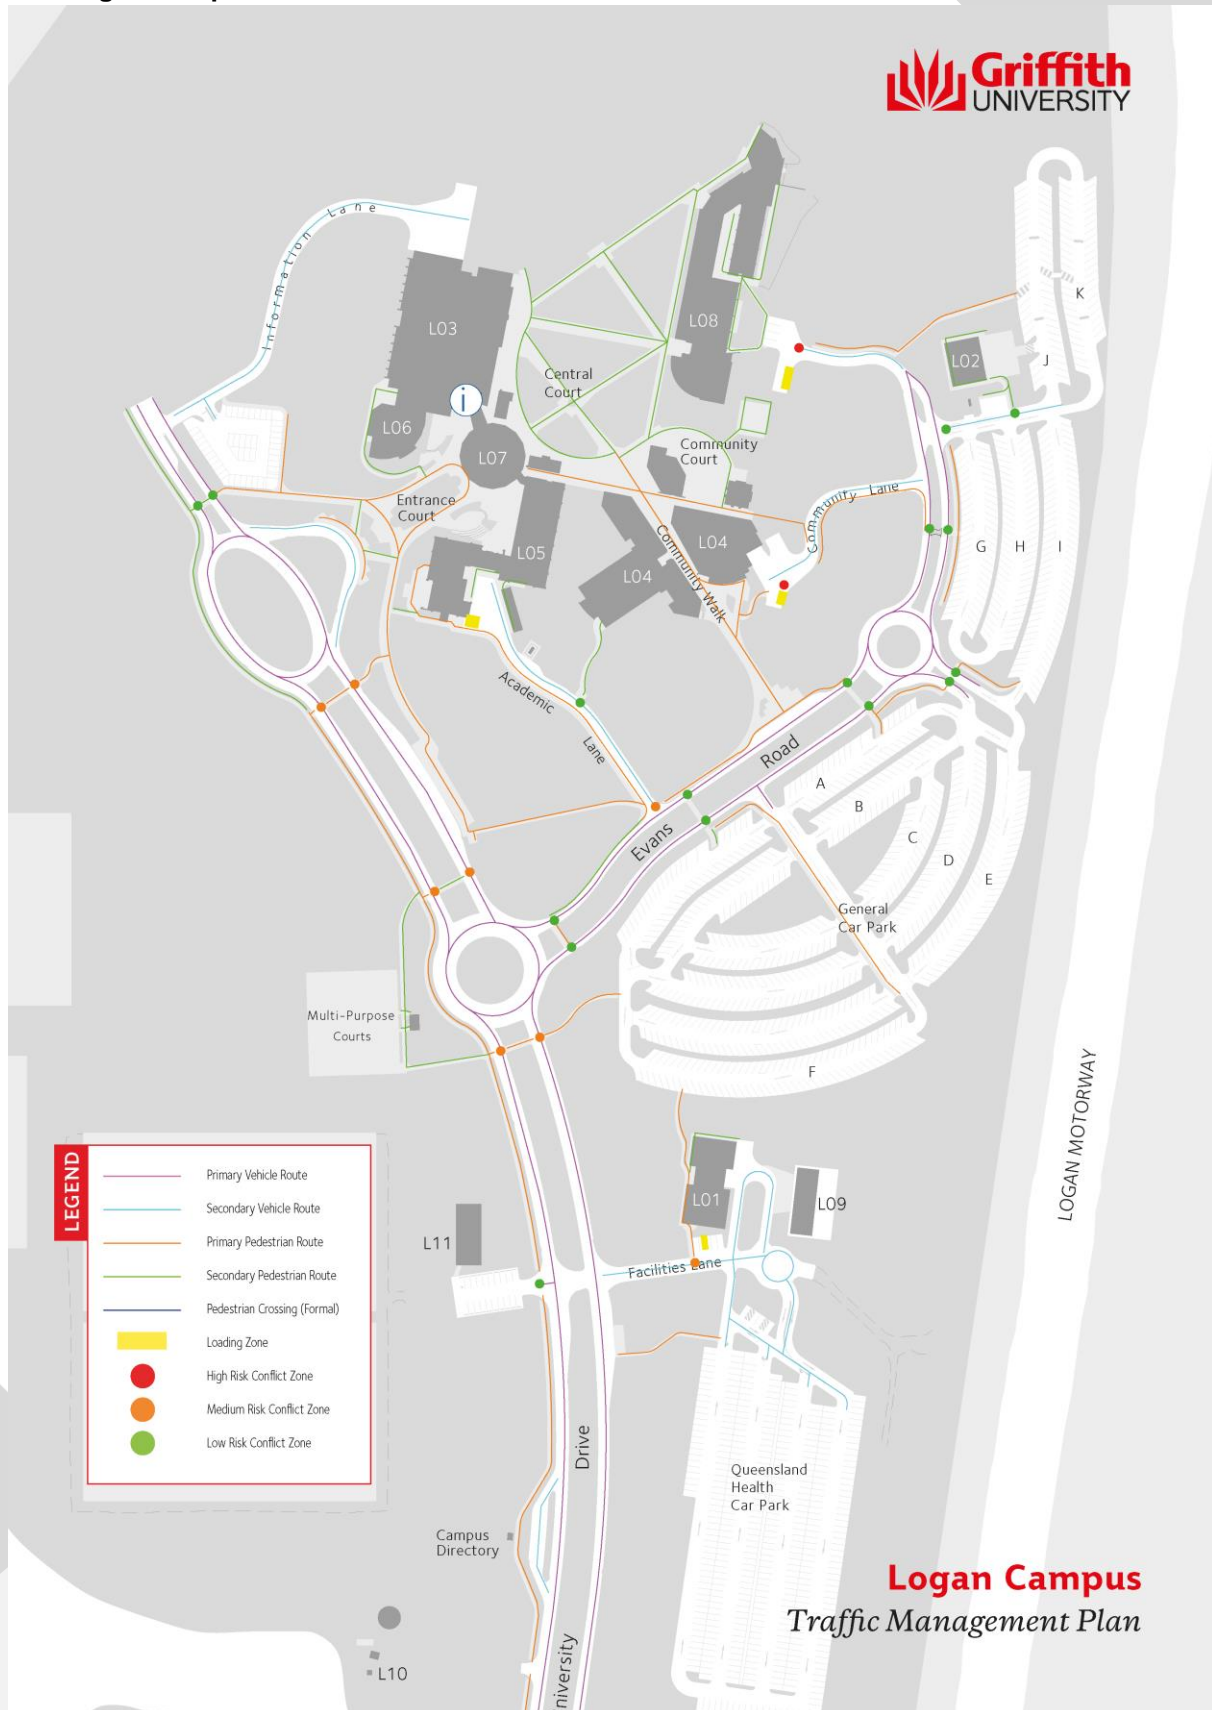 Griffith
UNIVERSITY
Information Lane
K
L03
L08
L02
J
Central
Court
i
L06
L07
Community
Court
Entrance
Court
Community Lane
L05
L04
L04
G
H
I
Community Walk
Academic
Lane
Road
Evans
A
B
C
D
E
General
Car Park
Multi-Purpose
Courts
F
LOGAN MOTORWAY
LEGEND
Primary Vehicle Route
Secondary Vehicle Route
Primary Pedestrian Route
Secondary Pedestrian Route
Pedestrian Crossing (Formal)
Loading Zone
High Risk Conflict Zone
Medium Risk Conflict Zone
Low Risk Conflict Zone
L01
L09
L11
Facilities Lane
Drive
Queensland
Health
Car Park
Campus
Directory
Logan Campus
Traffic Management Plan
niversity
L10